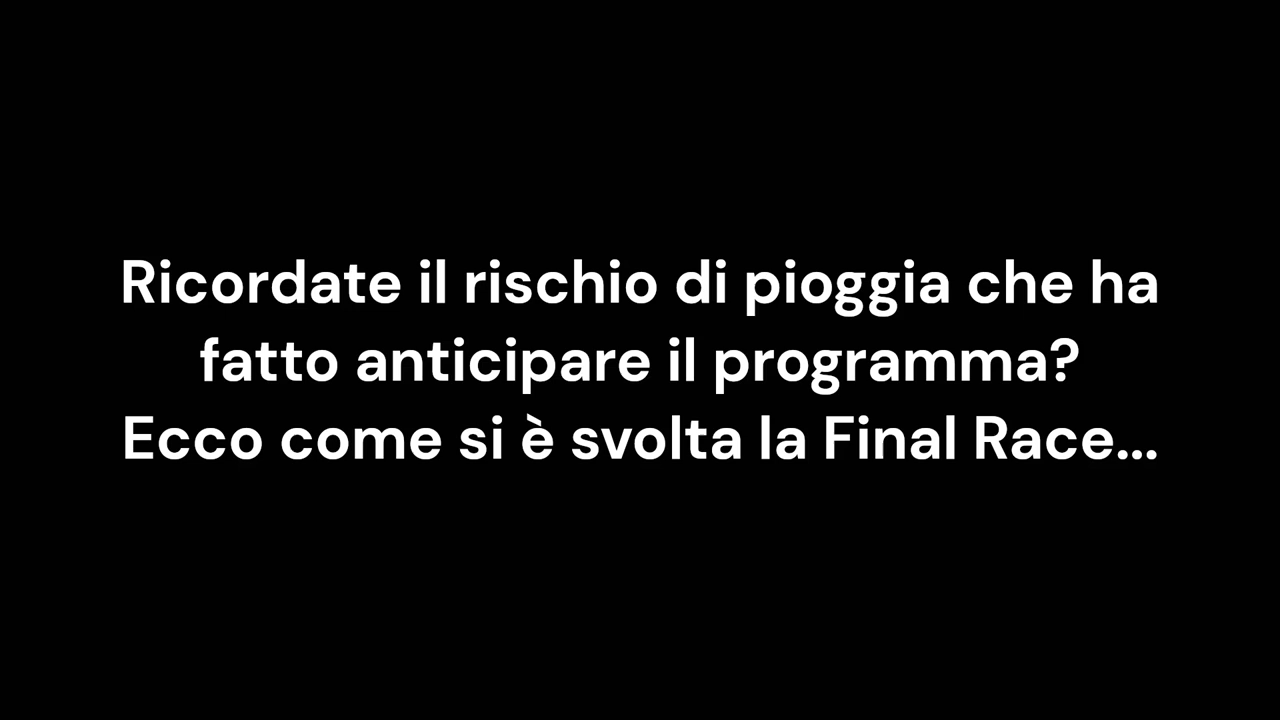 Ricordate il rischio di pioggia che ha
fatto anticipare il programma?
Ecco come si è svolta la Final Race...